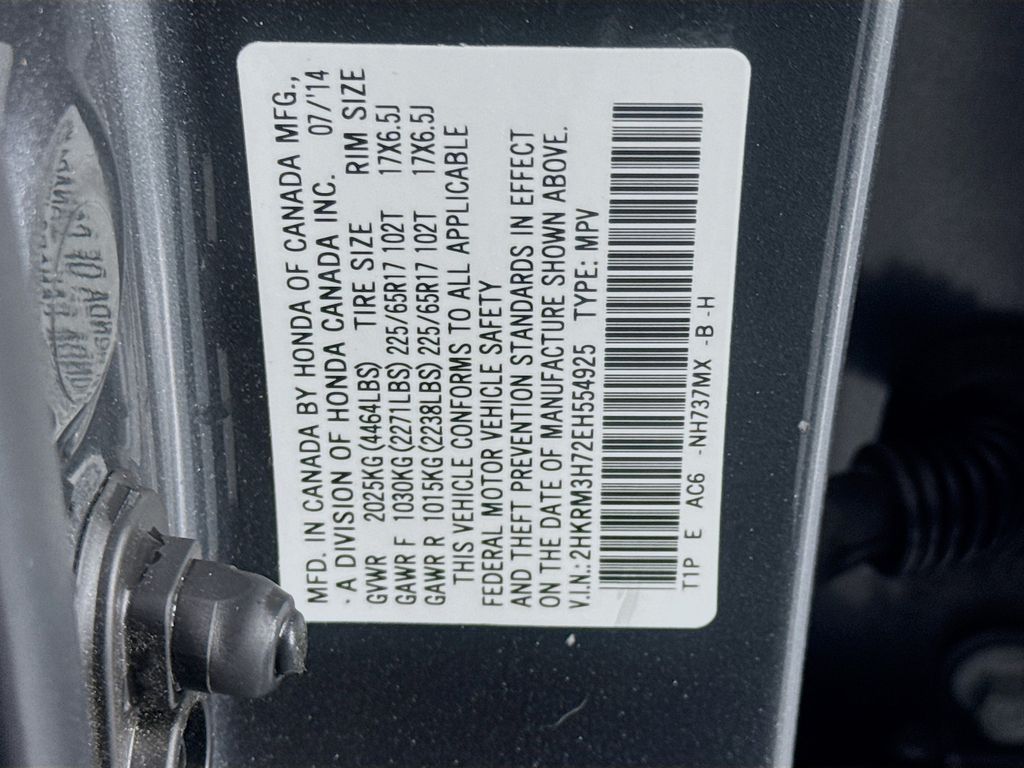 MFD. IN CANADA BY HONDA OF CANADA MFG.,
· A DIVISION OF HONDA CANADA INC. 07/'14
GVWR 2025KG (4464LBS) TIRE SIZE RIM SIZE
GAWR F 1030KG (2271LBS) 225/65R17 102T 17X6.5J
GAWR R 1015KG (2238LBS) 225/65R17 102T 17X6.5J
THIS VEHICLE CONFORMS TO ALL APPLICABLE
FEDERAL MOTOR VEHICLE SAFETY
AND THEFT PREVENTION STANDARDS IN EFFECT
ON THE DATE OF MANUFACTURE SHOWN ABOVE.
V.I.N.: 2HKRM3H72EH554925 TYPE: MPV
T1P E AC6 -NH737MX -B -H